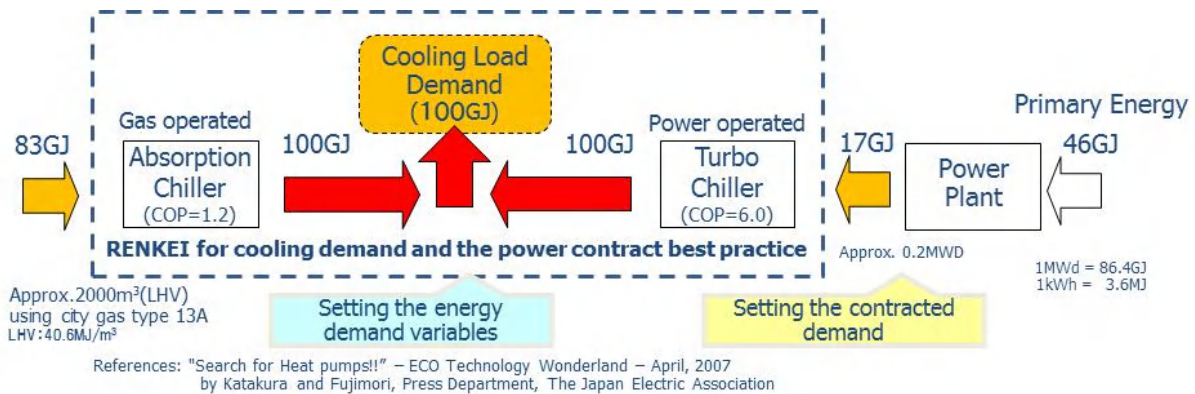 Cooling Load
Demand
(100GJ)
Primary Energy
Gas operated
Power operated
83GJ
Absorption
Chiller
(COP=1.2)
100GJ
100GJ
Turbo
Chiller
(COP=6.0)
17GJ
Power
Plant
46GJ
RENKEI for cooling demand and the power contract best practice
Approx. 0.2MWD
1MWd = 86.4GJ
1kWh = 3.6MJ
Approx.2000m³(LHV)
using city gas type 13A
LHV:40.6MJ/m³
Setting the energy
demand variables
Setting the contracted
demand
References: "Search for Heat pumps!!" – ECO Technology Wonderland – April, 2007
by Katakura and Fujimori, Press Department, The Japan Electric Association